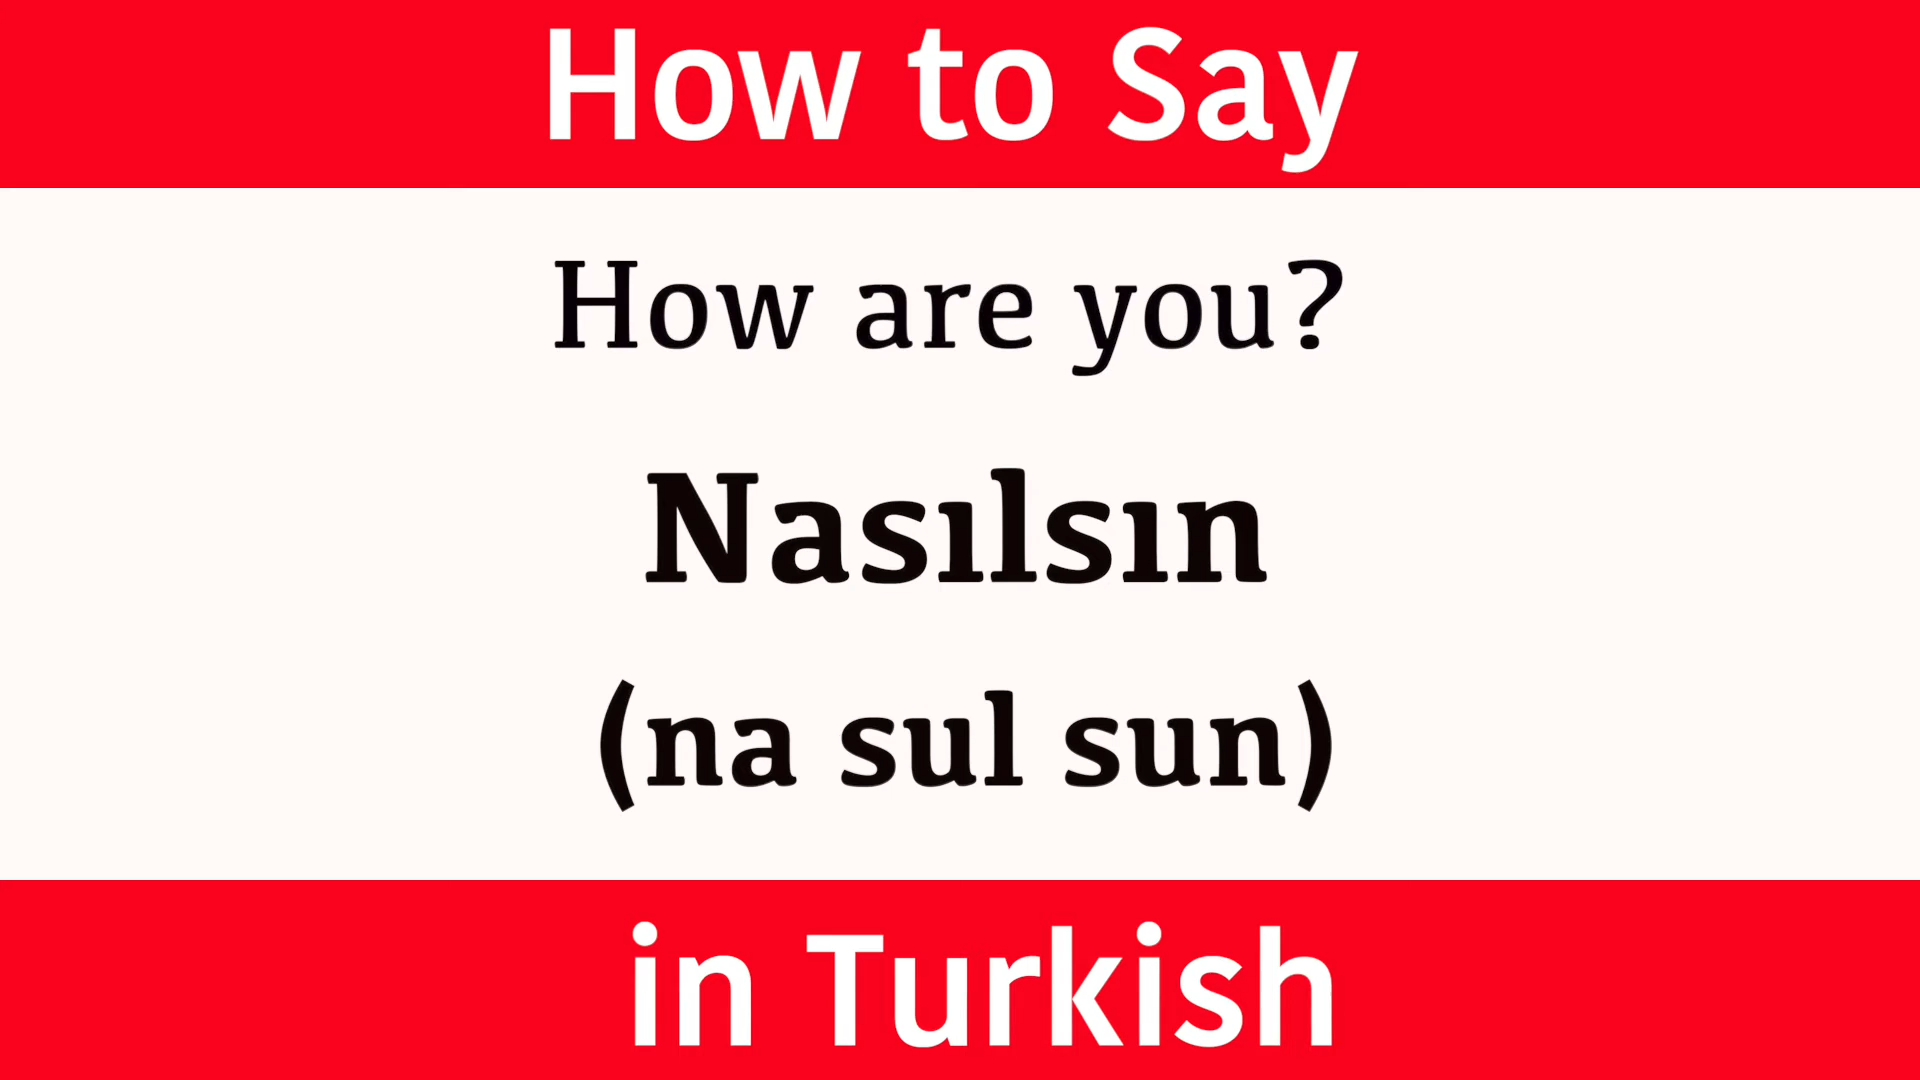 How to Say
How are you?
Nasılsın
(na sul sun)
in Turkish